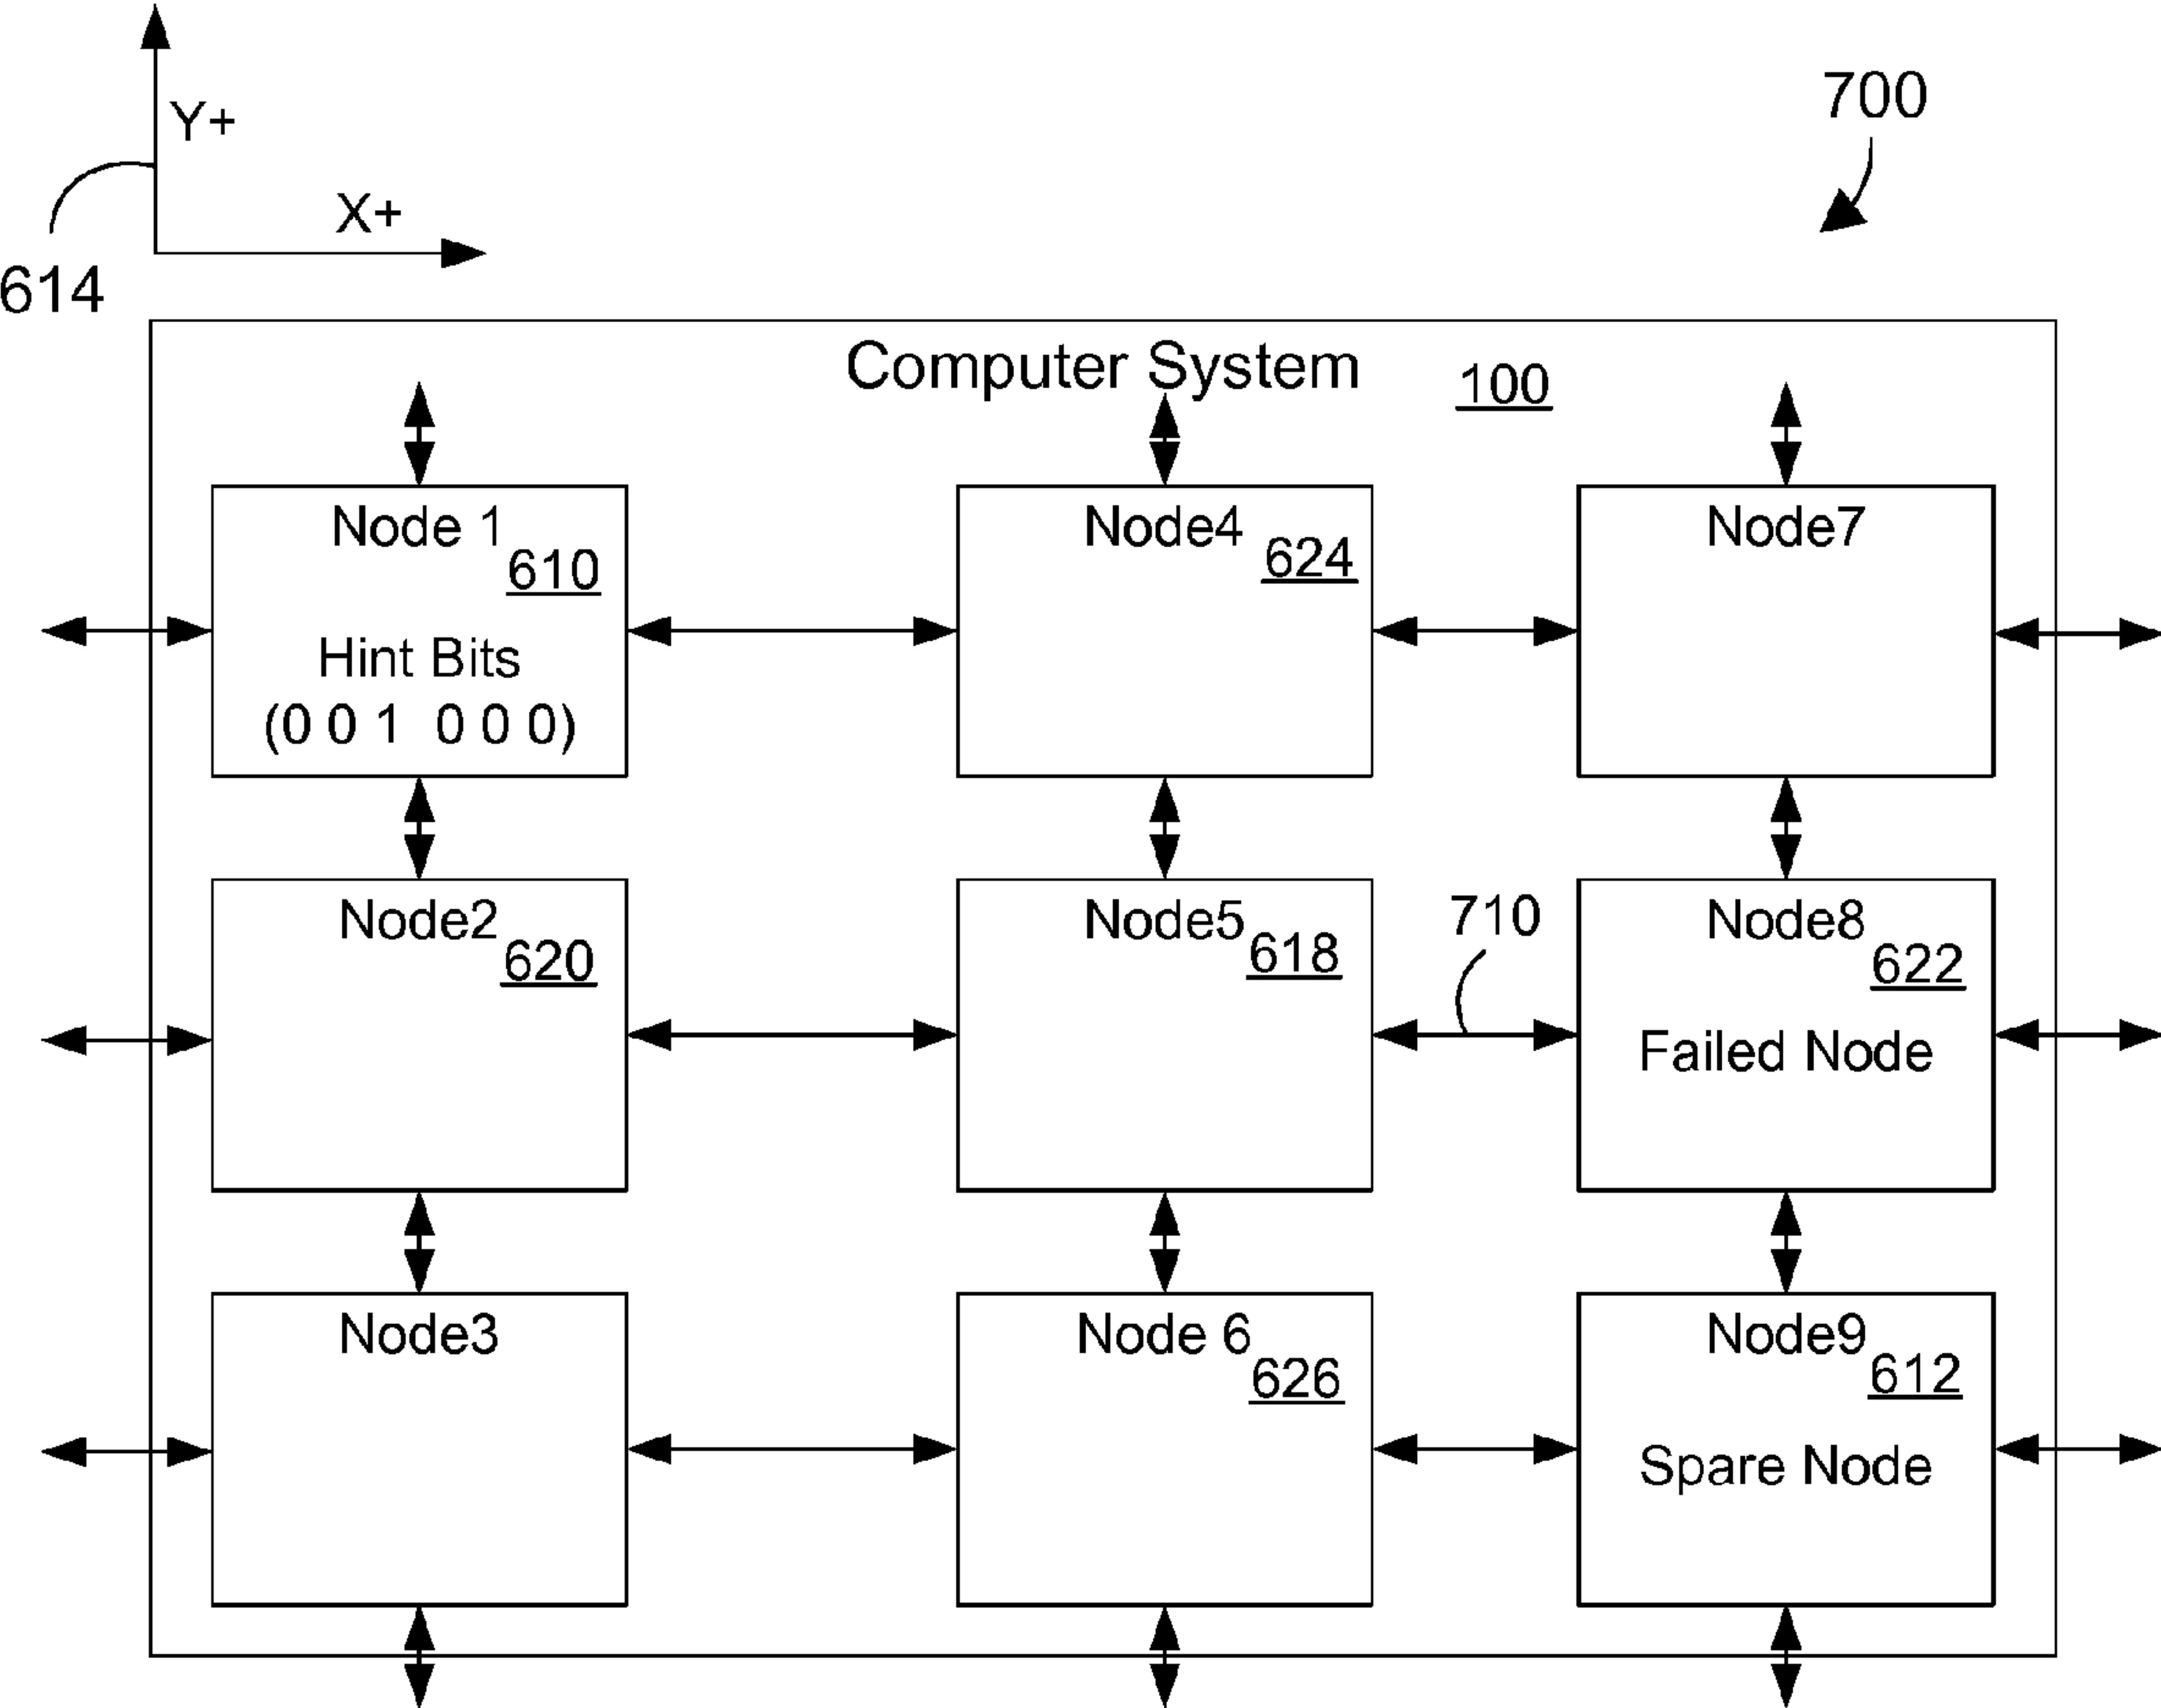 Y+
X+
614
700
Computer System
100
Node 1
610
Hint Bits
(0 0 1 0 0 0)
Node4
624
Node7
Node2
620
Node5
618
710
Node8
622
Failed Node
Node3
Node 6
626
Node9
612
Spare Node